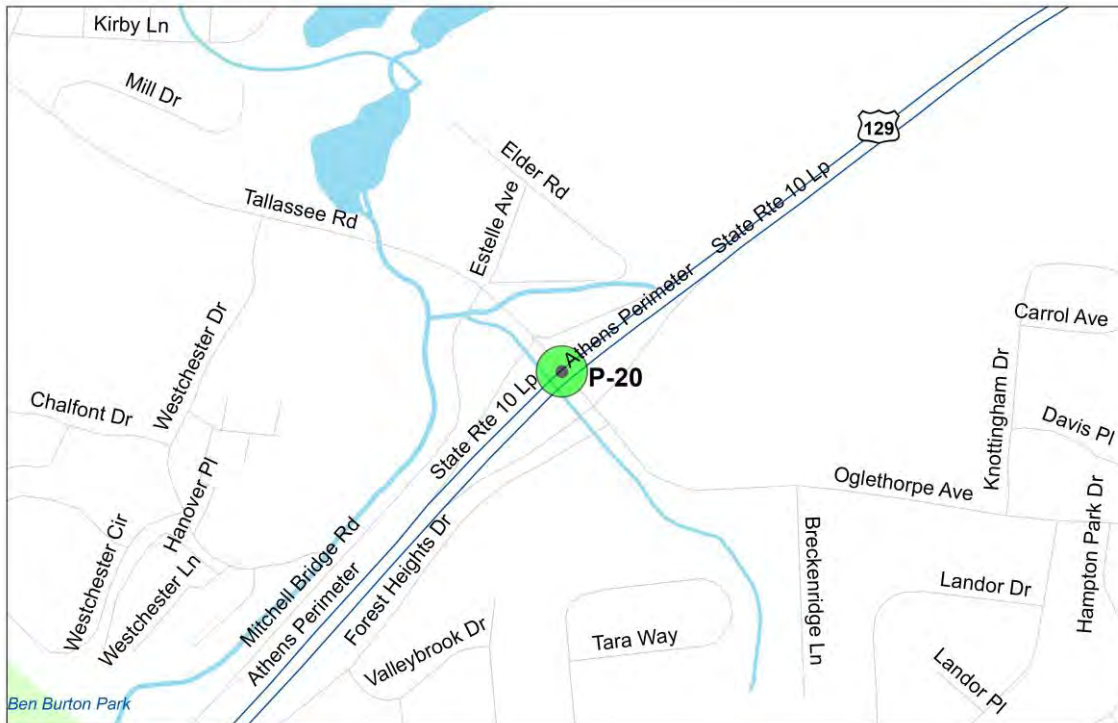 Kirby Ln
Mill Dr
129
Elder Rd
Tallassee Rd
Estelle Ave
State Rte 10 Lp
Athens Perimeter
Carrol Ave
Westchester Dr
Knottingham Dr
P-20
Chalfont Dr
State Rte 10 Lp
Davis Pl
Hanover Pl
Oglethorpe Ave
Westchester Cir
Mitchell Bridge Rd
Forest Heights Dr
Breckenridge Ln
Hampton Park Dr
Westchester Ln
Athens Perimeter
Landor Dr
Valleybrook Dr
Tara Way
Landor Pl
Ben Burton Park